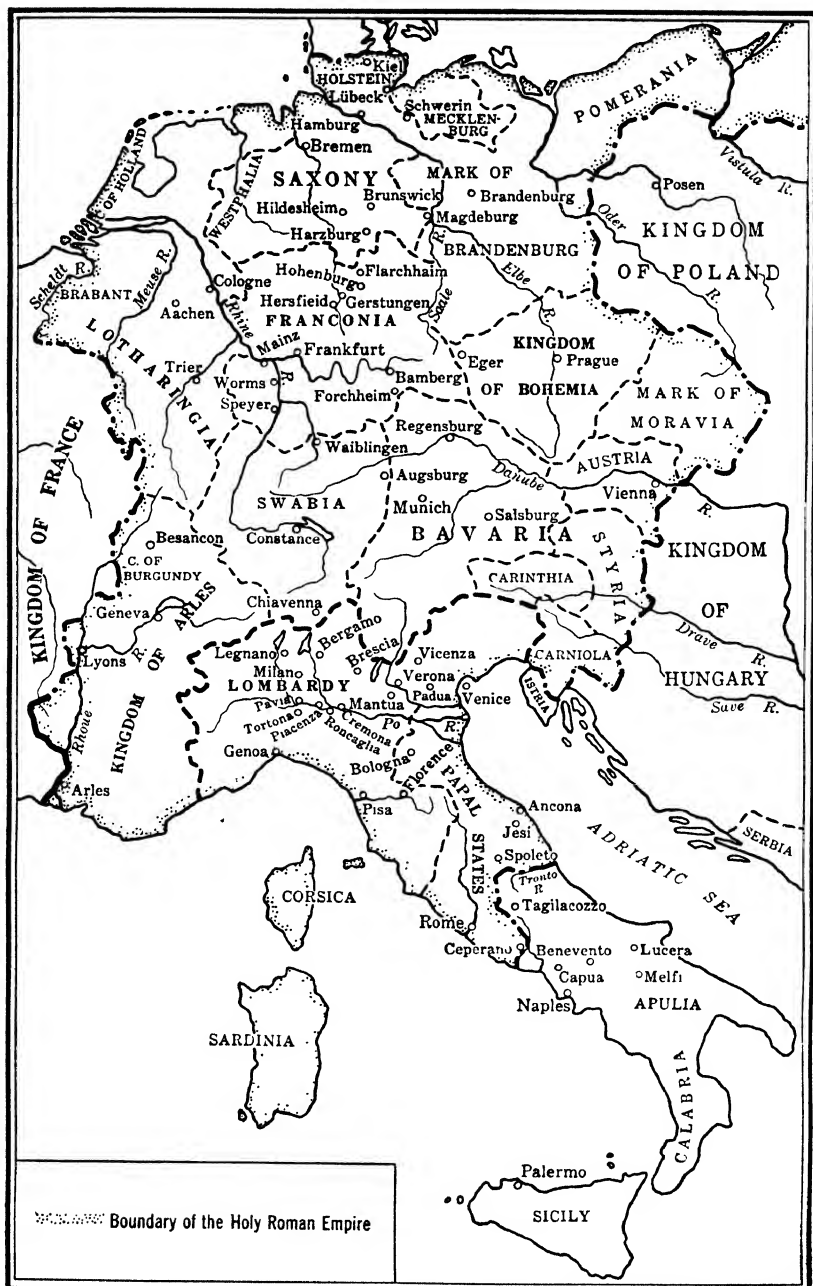 Kiel
HOLSTEIN
Lübeck
Schwerin
MECKLEN-
BURG
POMERANIA
Hamburg
Bremen
C. OF HOLLAND
WESTPHALIA
SAXONY
MARK OF
Brandenburg
BRANDENBURG
Brunswick
Hildesheim
Magdeburg
Harzburg
Vistula R.
Posen
Oder
R.
KINGDOM
OF POLAND
Scheldt R.
BRABANT
Meuse R.
Cologne
Aachen
Rhine
R
Hohenburg
Flarchhaim
Hersfield
Gerstungen
FRANCONIA
Saale
R.
Elbe
R.
LOTHARINGIA
Trier
Mainz
Frankfurt
Worms
Speyer
Bamberg
Forchheim
Eger
KINGDOM
Prague
OF BOHEMIA
MARK OF
MORAVIA
KINGDOM OF FRANCE
Waiblingen
Regensburg
Augsburg
Danube
R.
AUSTRIA
Vienna
SWABIA
Munich
Salsburg
BAVARIA
Constance
Besancon
C. OF
BURGUNDY
Geneva
KINGDOM OF ARLES
Lyons
R.
Rhone
Arles
CARINTHIA
STYRIA
CARNIOLA
KINGDOM
OF
HUNGARY
Drave R.
Save R.
Chiavenna
Legnano
Bergamo
Milano
Brescia
LOMBARDY
Vicenza
Verona
Padua
Venice
ISTRIA
Pavia
Mantua
Tortona
Piacenza
Cremona
Roncaglia
Po
R.
Genoa
Bologna
Florence
Pisa
PAPAL
STATES
Ancona
Jesi
Spoleto
Tronto
R
Tagilacozzo
Rome
Ceperano
Benevento
Capua
Naples
Lucera
Melfi
APULIA
ADRIATIC SEA
SERBIA
CORSICA
SARDINIA
CALABRIA
Palermo
SICILY
Boundary of the Holy Roman Empire